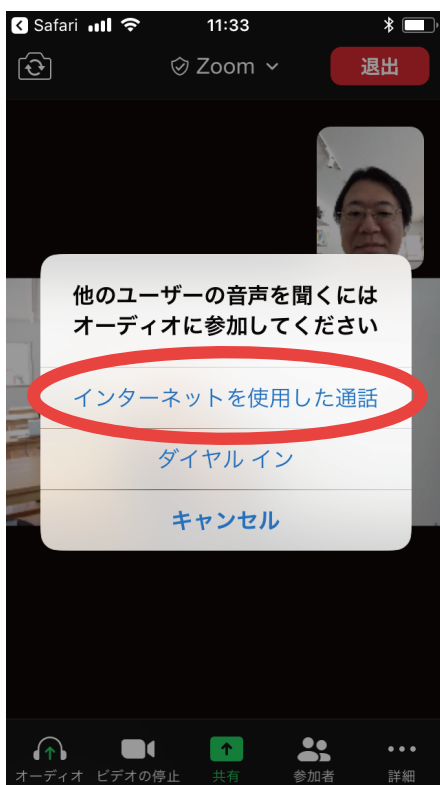 Safari
11:33
Zoom
退出
他のユーザーの音声を聞くには
オーディオに参加してください
インターネットを使用した通話
ダイヤル イン
キャンセル
オーディオ ビデオの停止 共有 参加者 詳細